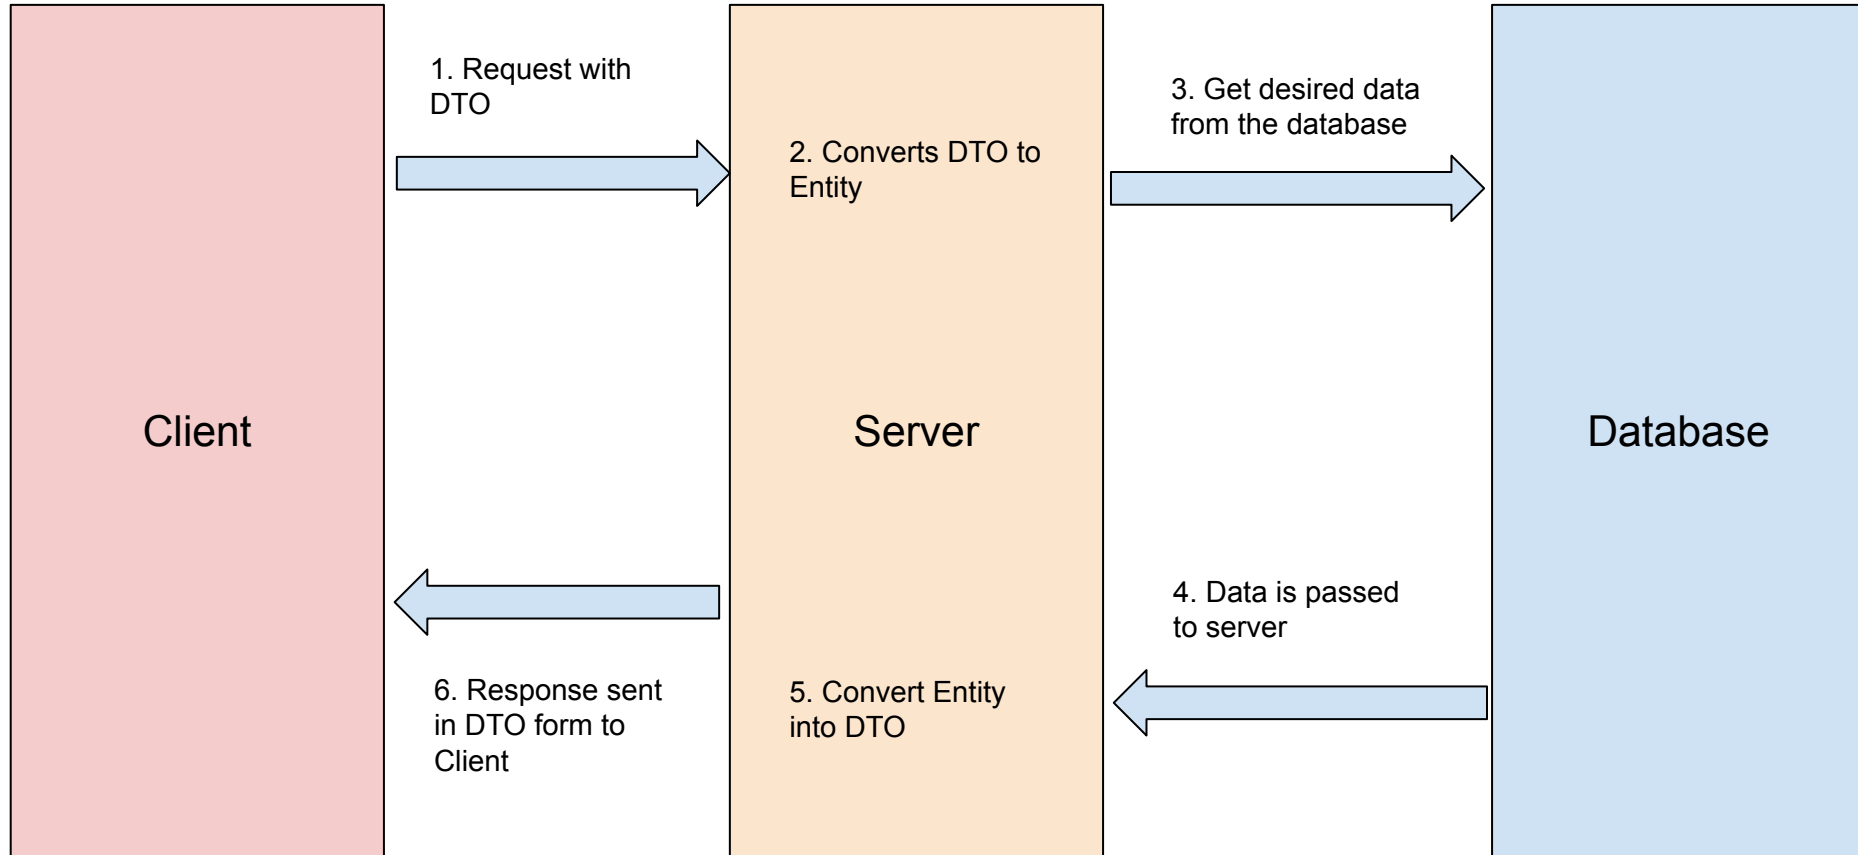 1. Request with
DTO
2. Converts DTO to
Entity
3. Get desired data
from the database
Client
Server
Database
4. Data is passed
to server
5. Convert Entity
into DTO
6. Response sent
in DTO form to
Client